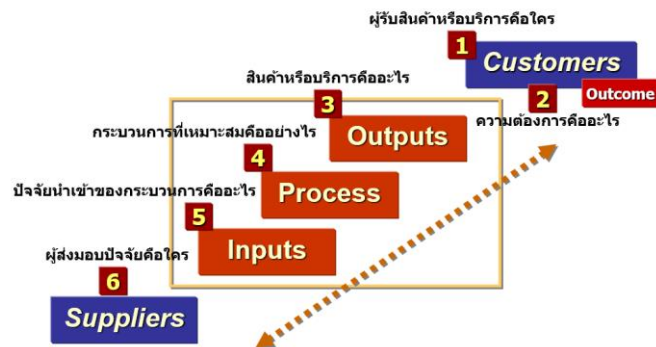 ผู้รับสินค้าหรือบริการคือใคร
1
Customers
Outcome
2
ความต้องการคืออะไร
สินค้าหรือบริการคืออะไร
3
Outputs
กระบวนการที่เหมาะสมคืออย่างไร
4
Process
ปัจจัยนำเข้าของกระบวนการคืออะไร
5
Inputs
ผู้ส่งมอบปัจจัยคือใคร
6
Suppliers